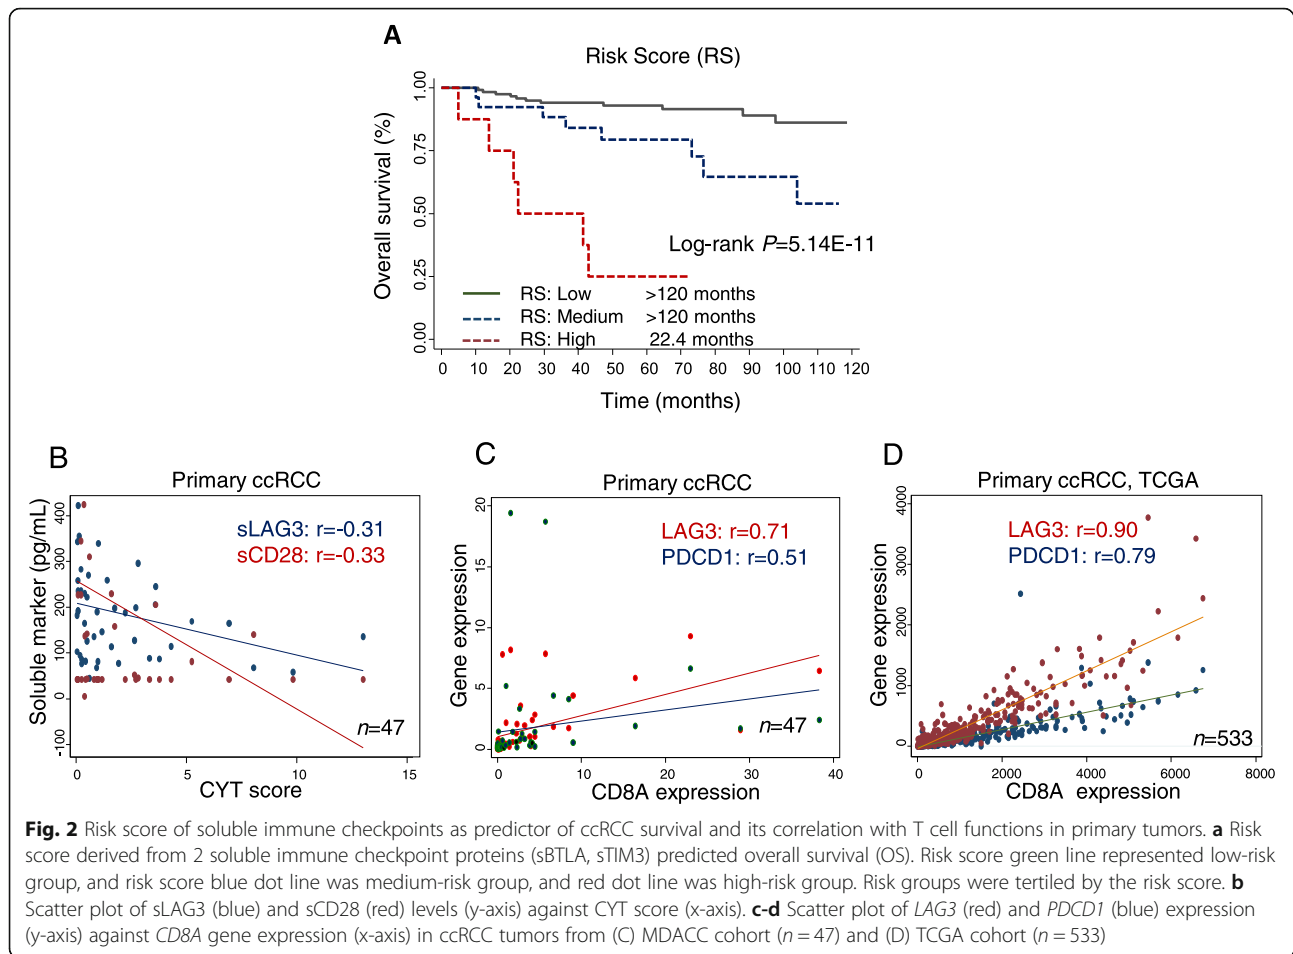 A
Risk Score (RS)
Overall survival (%)
1.00
0.75
0.50
0.25
0.00
Log-rank P=5.14E-11
RS: Low >120 months
RS: Medium >120 months
RS: High 22.4 months
0 10 20 30 40 50 60 70 80 90 100 110 120
Time (months)
B
Primary ccRCC
Soluble marker (pg/mL)
400
300
200
100
0
-100
sLAG3: r=-0.31
sCD28: r=-0.33
n=47
0 5 10 15
CYT score
C
Primary ccRCC
Gene expression
20
15
10
5
0
LAG3: r=0.71
PDCD1: r=0.51
n=47
0 10 20 30 40
CD8A expression
D
Primary ccRCC, TCGA
Gene expression
4000
3000
2000
1000
0
LAG3: r=0.90
PDCD1: r=0.79
n=533
0 2000 4000 6000 8000
CD8A expression
Fig. 2 Risk score of soluble immune checkpoints as predictor of ccRCC survival and its correlation with T cell functions in primary tumors. a Risk
score derived from 2 soluble immune checkpoint proteins (sBTLA, sTIM3) predicted overall survival (OS). Risk score green line represented low-risk
group, and risk score blue dot line was medium-risk group, and red dot line was high-risk group. Risk groups were tertiled by the risk score. b
Scatter plot of sLAG3 (blue) and sCD28 (red) levels (y-axis) against CYT score (x-axis). c-d Scatter plot of LAG3 (red) and PDCD1 (blue) expression
(y-axis) against CD8A gene expression (x-axis) in ccRCC tumors from (C) MDACC cohort (n = 47) and (D) TCGA cohort (n = 533)